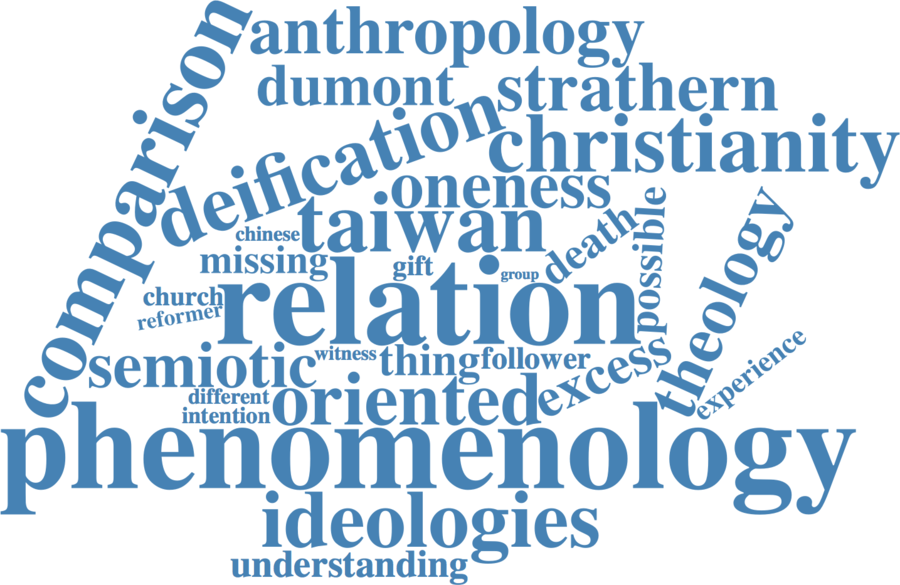 comparison
anthropology
dumont
strathern
deification
christianity
oneness
taiwan
chinese
missing
gift
group
death
possible
theology
church
reformer
relation
semiotic
witness
thing
follower
excess
experience
different
intention
oriented
phenomenology
ideologies
understanding